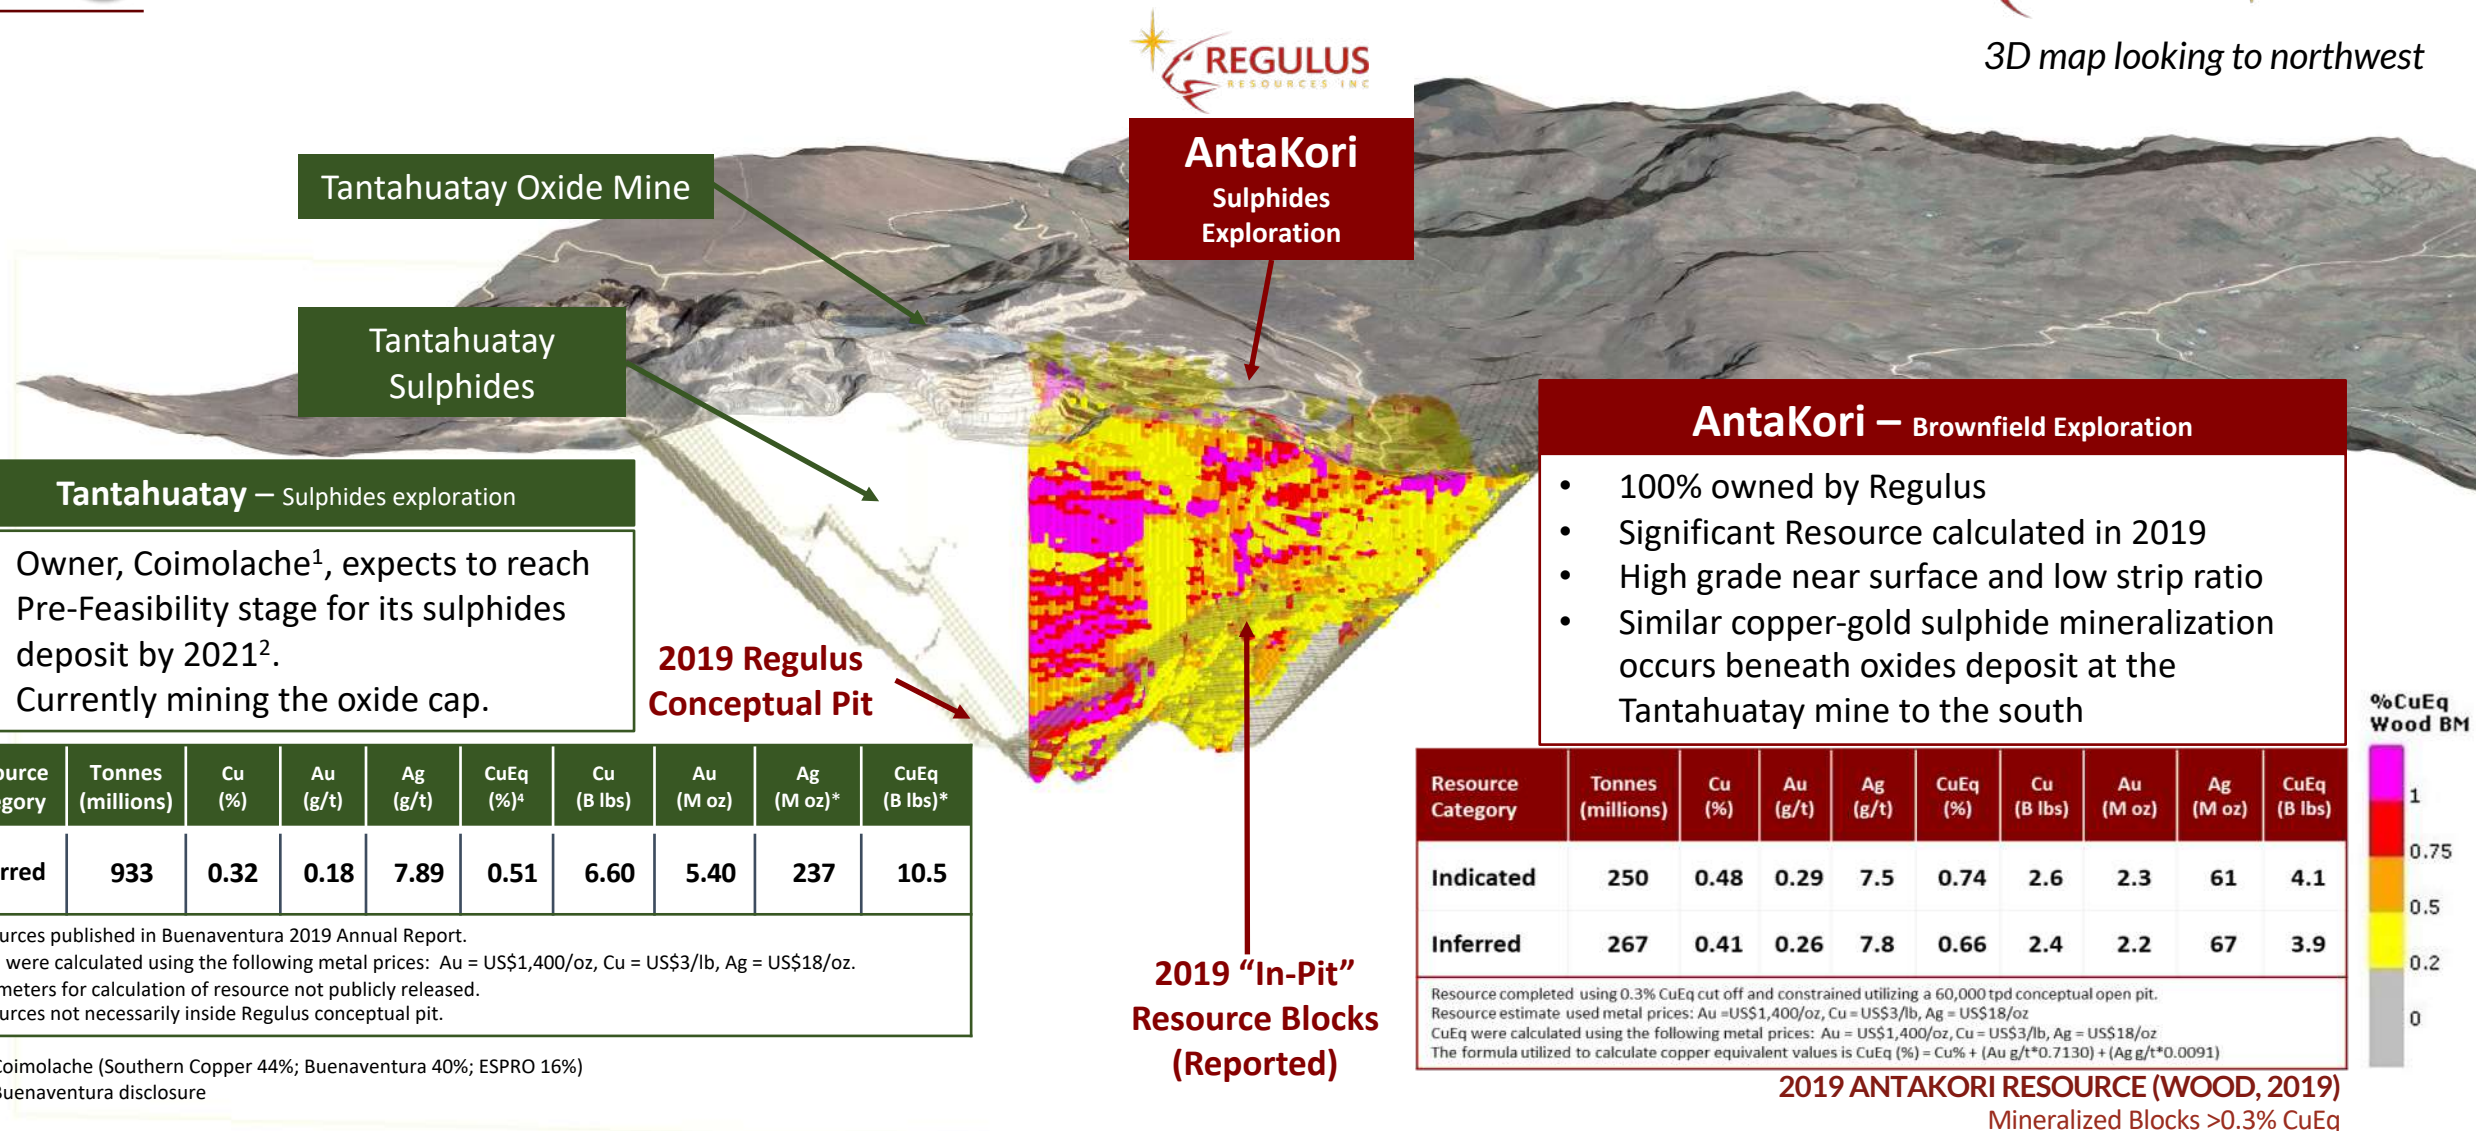 3D map looking to northwest
REGULUS
RESOURCES INC
AntaKori
Sulphides
Exploration
Tantahuatay Oxide Mine
Tantahuatay
Sulphides
Tantahuatay – Sulphides exploration
Owner, Coimolache1, expects to reach
Pre-Feasibility stage for its sulphides
deposit by 20212.
Currently mining the oxide cap.
2019 Regulus
Conceptual Pit
AntaKori – Brownfield Exploration
• 100% owned by Regulus
• Significant Resource calculated in 2019
• High grade near surface and low strip ratio
• Similar copper-gold sulphide mineralization
occurs beneath oxides deposit at the
Tantahuatay mine to the south
Tonnes (millions) Cu (%) Au (g/t) Ag (g/t) CuEq (%)4 Cu (B lbs) Au (M oz) Ag (M oz)* CuEq (B lbs)*
933 0.32 0.18 7.89 0.51 6.60 5.40 237 10.5
published in Buenaventura 2019 Annual Report.
were calculated using the following metal prices: Au = US$1,400/oz, Cu = US$3/lb, Ag = US$18/oz.
for calculation of resource not publicly released.
not necessarily inside Regulus conceptual pit.
Coimolache (Southern Copper 44%; Buenaventura 40%; ESPRO 16%)
Buenaventura disclosure
2019 “In-Pit”
Resource Blocks
(Reported)
Resource Category Tonnes (millions) Cu (%) Au (g/t) Ag (g/t) CuEq (%) Cu (B lbs) Au (M oz) Ag (M oz) CuEq (B lbs)
Indicated 250 0.48 0.29 7.5 0.74 2.6 2.3 61 4.1
Inferred 267 0.41 0.26 7.8 0.66 2.4 2.2 67 3.9
Resource completed using 0.3% CuEq cut off and constrained utilizing a 60,000 tpd conceptual open pit.
Resource estimate used metal prices: Au =US$1,400/oz, Cu = US$3/lb, Ag = US$18/oz
CuEq were calculated using the following metal prices: Au = US$1,400/oz, Cu = US$3/lb, Ag = US$18/oz
The formula utilized to calculate copper equivalent values is CuEq (%) = Cu% + (Au g/t*0.7130) + (Ag g/t*0.0091)
2019 ANTAKORI RESOURCE (WOOD, 2019)
Mineralized Blocks >0.3% CuEq
%CuEq
Wood BM
1
0.75
0.5
0.2
0